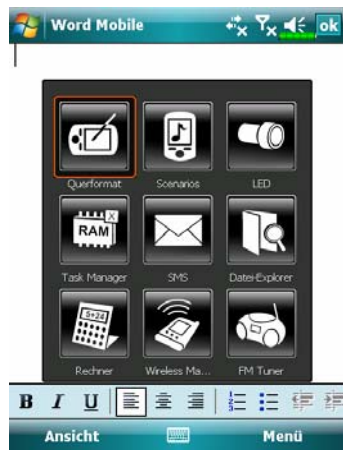 Word Mobile ok
Querformat Scenarios LED
RAM
Task Manager SMS Datei-Explorer
5+24
Rechner Wireless Ma... FM Tuner
B I U
Ansicht Menü